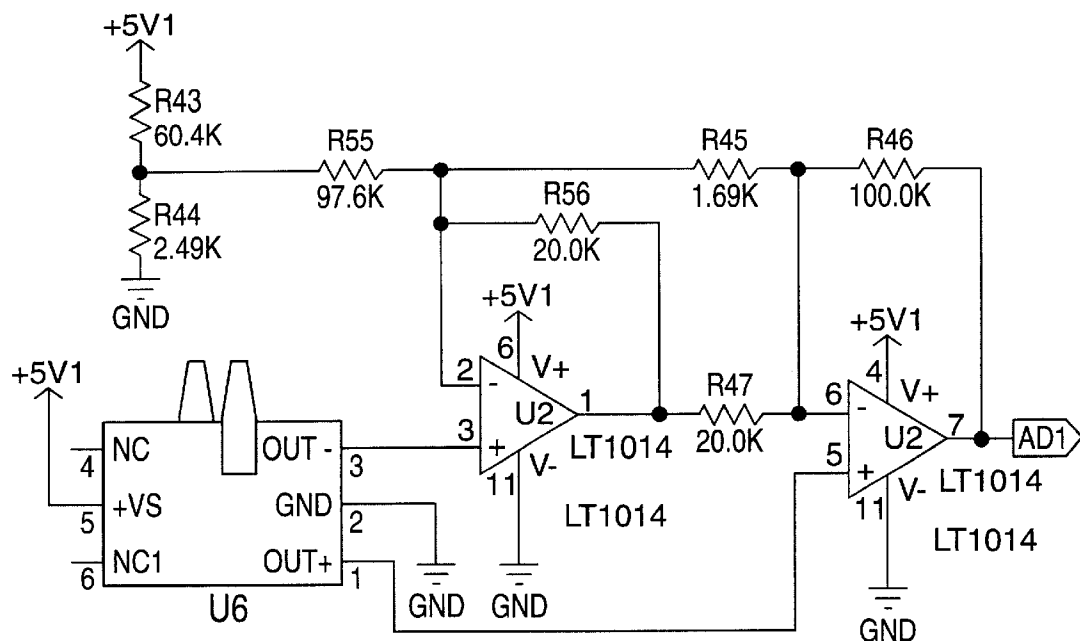 +5V1
R43
60.4K
R44
2.49K
GND
R55
97.6K
R56
20.0K
R45
1.69K
R46
100.0K
+5V1
6
V+
2
-
U2
1
3
+
V-
11
LT1014
LT1014
GND
R47
20.0K
+5V1
4
V+
6
-
U2
7
5
+
V-
11
LT1014
LT1014
GND
AD1
+5V1
NC
4
+VS
5
NC1
6
OUT -
3
GND
2
OUT+
1
U6
GND